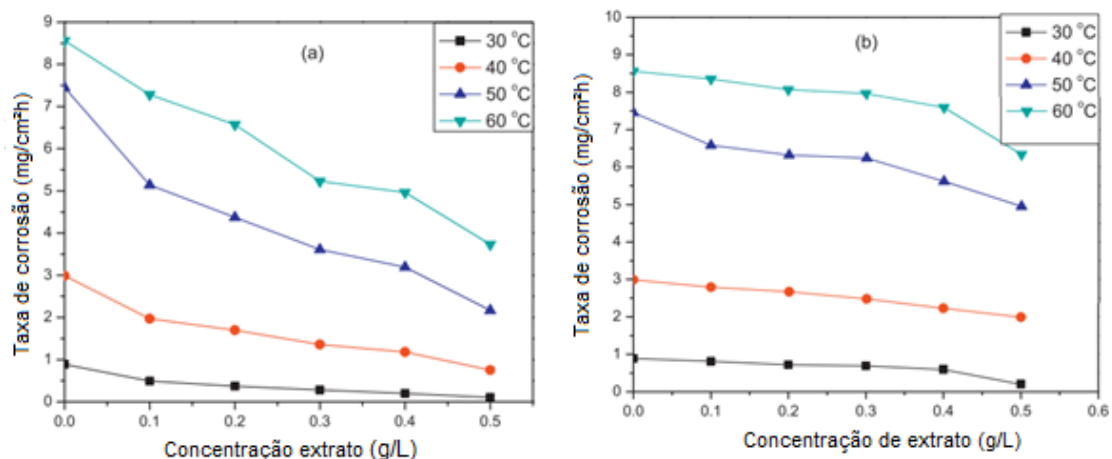 (a)
30 °C
40 °C
50 °C
60 °C
Taxa de corrosão (mg/cm²h)
9
8
7
6
5
4
3
2
1
0
0.0 0.1 0.2 0.3 0.4 0.5
Concentração extrato (g/L)
(b)
30 °C
40 °C
50 °C
60 °C
Taxa de corrosão (mg/cm²h)
10
9
8
7
6
5
4
3
2
1
0
0.0 0.1 0.2 0.3 0.4 0.5 0.6
Concentração de extrato (g/L)